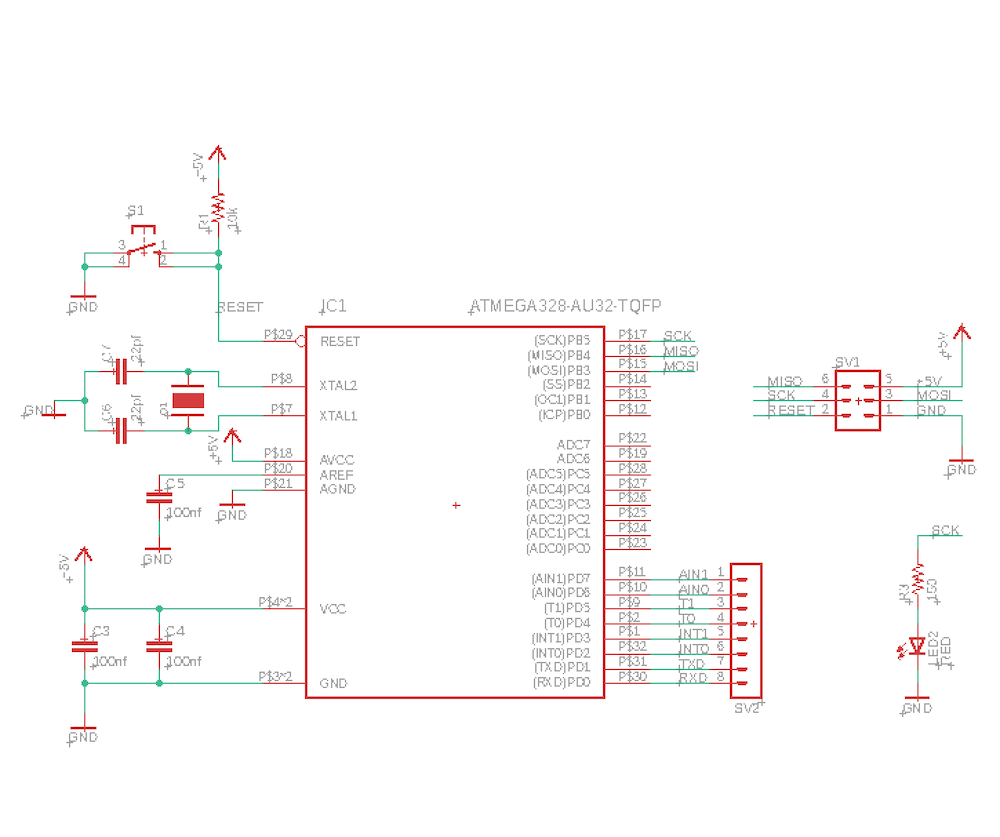 +5V
R1
10k
S1
3
1
4
2
GND
RESET
IC1
ATMEGA328-AU32-TQFP
P$29
RESET
C7
22pf
P$8
XTAL2
Q1
GND
C6
22pf
P$7
XTAL1
+5V
P$18
AVCC
P$20
AREF
P$21
AGND
C5
100nf
GND
GND
+5V
P$4*2
VCC
C3
100nf
C4
100nf
P$3*2
GND
GND
(SCK)PB5
P$17
SCK
(MISO)PB4
P$16
MISO
(MOSI)PB3
P$15
MOSI
(SS)PB2
P$14
(OC1)PB1
P$13
(ICP)PB0
P$12
ADC7
P$22
ADC6
P$19
(ADC5)PC5
P$28
(ADC4)PC4
P$27
(ADC3)PC3
P$26
(ADC2)PC2
P$25
(ADC1)PC1
P$24
(ADC0)PC0
P$23
(AIN1)PD7
P$11
AIN1
1
(AIN0)PD6
P$10
AIN0
2
(T1)PD5
P$9
T1
3
(T0)PD4
P$2
T0
4
(INT1)PD3
P$1
INT1
5
(INT0)PD2
P$32
INT0
6
(TXD)PD1
P$31
TXD
7
(RXD)PD0
P$30
RXD
8
SV2
+5V
SV1
MISO
6
5
+5V
SCK
4
3
MOSI
RESET
2
1
GND
GND
SCK
R3
150
LED2
RED
GND